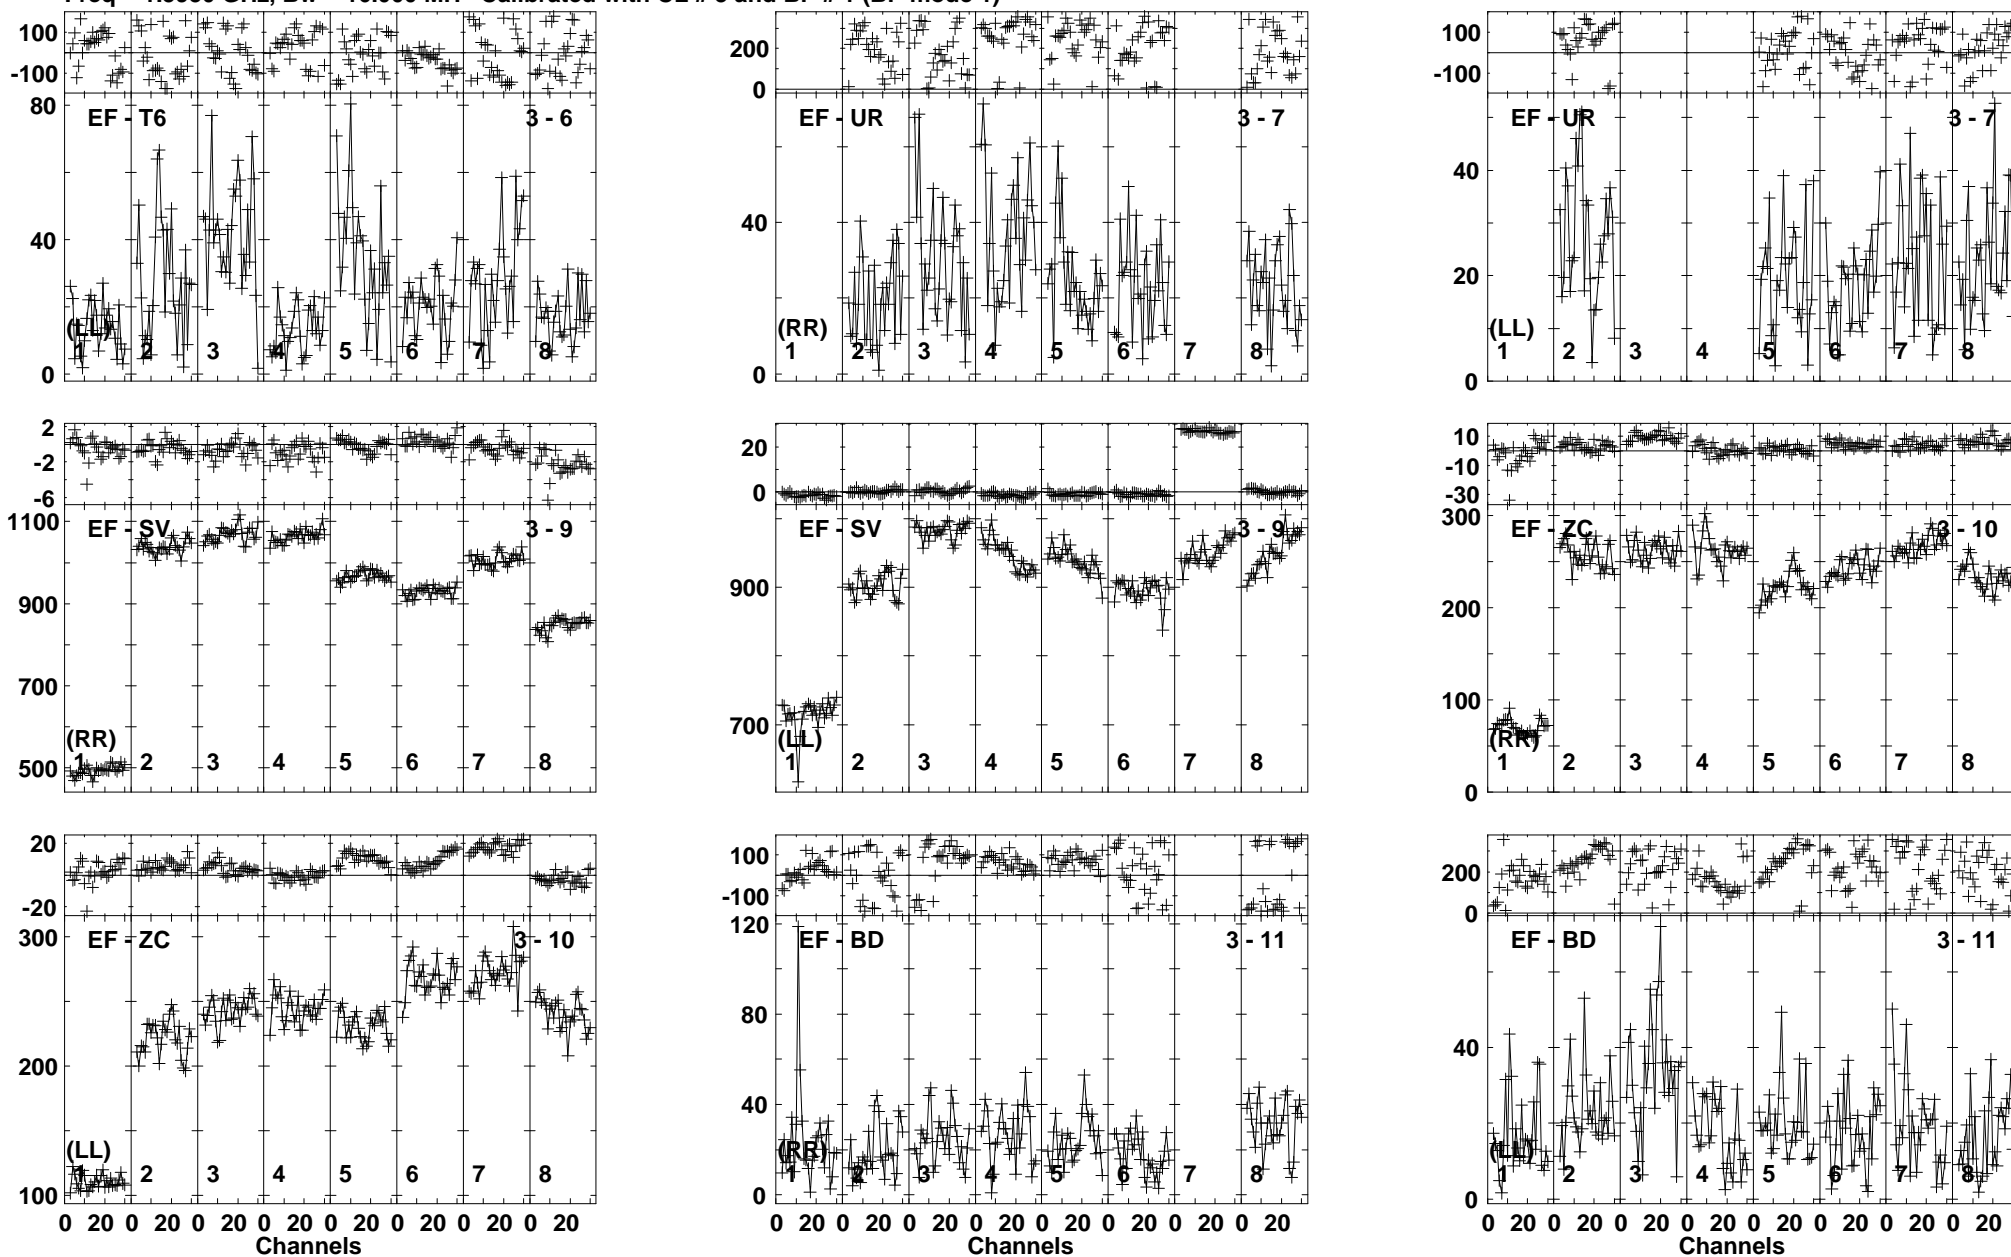 100 -100 80 40 0 EF - T6 3 - 6 (LL) 1 2 3 4 5 6 7 8
200 0 40 0 EF - UR 3 - 7 (RR) 1 2 3 4 5 6 7 8
100 -100 40 20 0 EF - UR 3 - 7 (LL) 1 2 3 4 5 6 7 8
2 -2 -6 1100 900 700 500 EF - SV 3 - 9 (RR) 1 2 3 4 5 6 7 8
20 0 900 700 EF - SV 3 - 9 (LL) 1 2 3 4 5 6 7 8
10 -10 -30 300 200 100 0 EF - ZC 3 - 10 (RR) 1 2 3 4 5 6 7 8
20 -20 300 200 100 EF - ZC 3 - 10 (LL) 1 2 3 4 5 6 7 8
0 20 0 20 0 20 0 20 0 20 0 20 0 20 0 20
Channels
100 -100 120 80 40 0 EF - BD 3 - 11 (RR) 1 2 3 4 5 6 7 8
0 20 0 20 0 20 0 20 0 20 0 20 0 20 0 20
Channels
200 0 40 0 EF - BD 3 - 11 (LL) 1 2 3 4 5 6 7 8
0 20 0 20 0 20 0 20 0 20 0 20 0 20 0 20
Channels